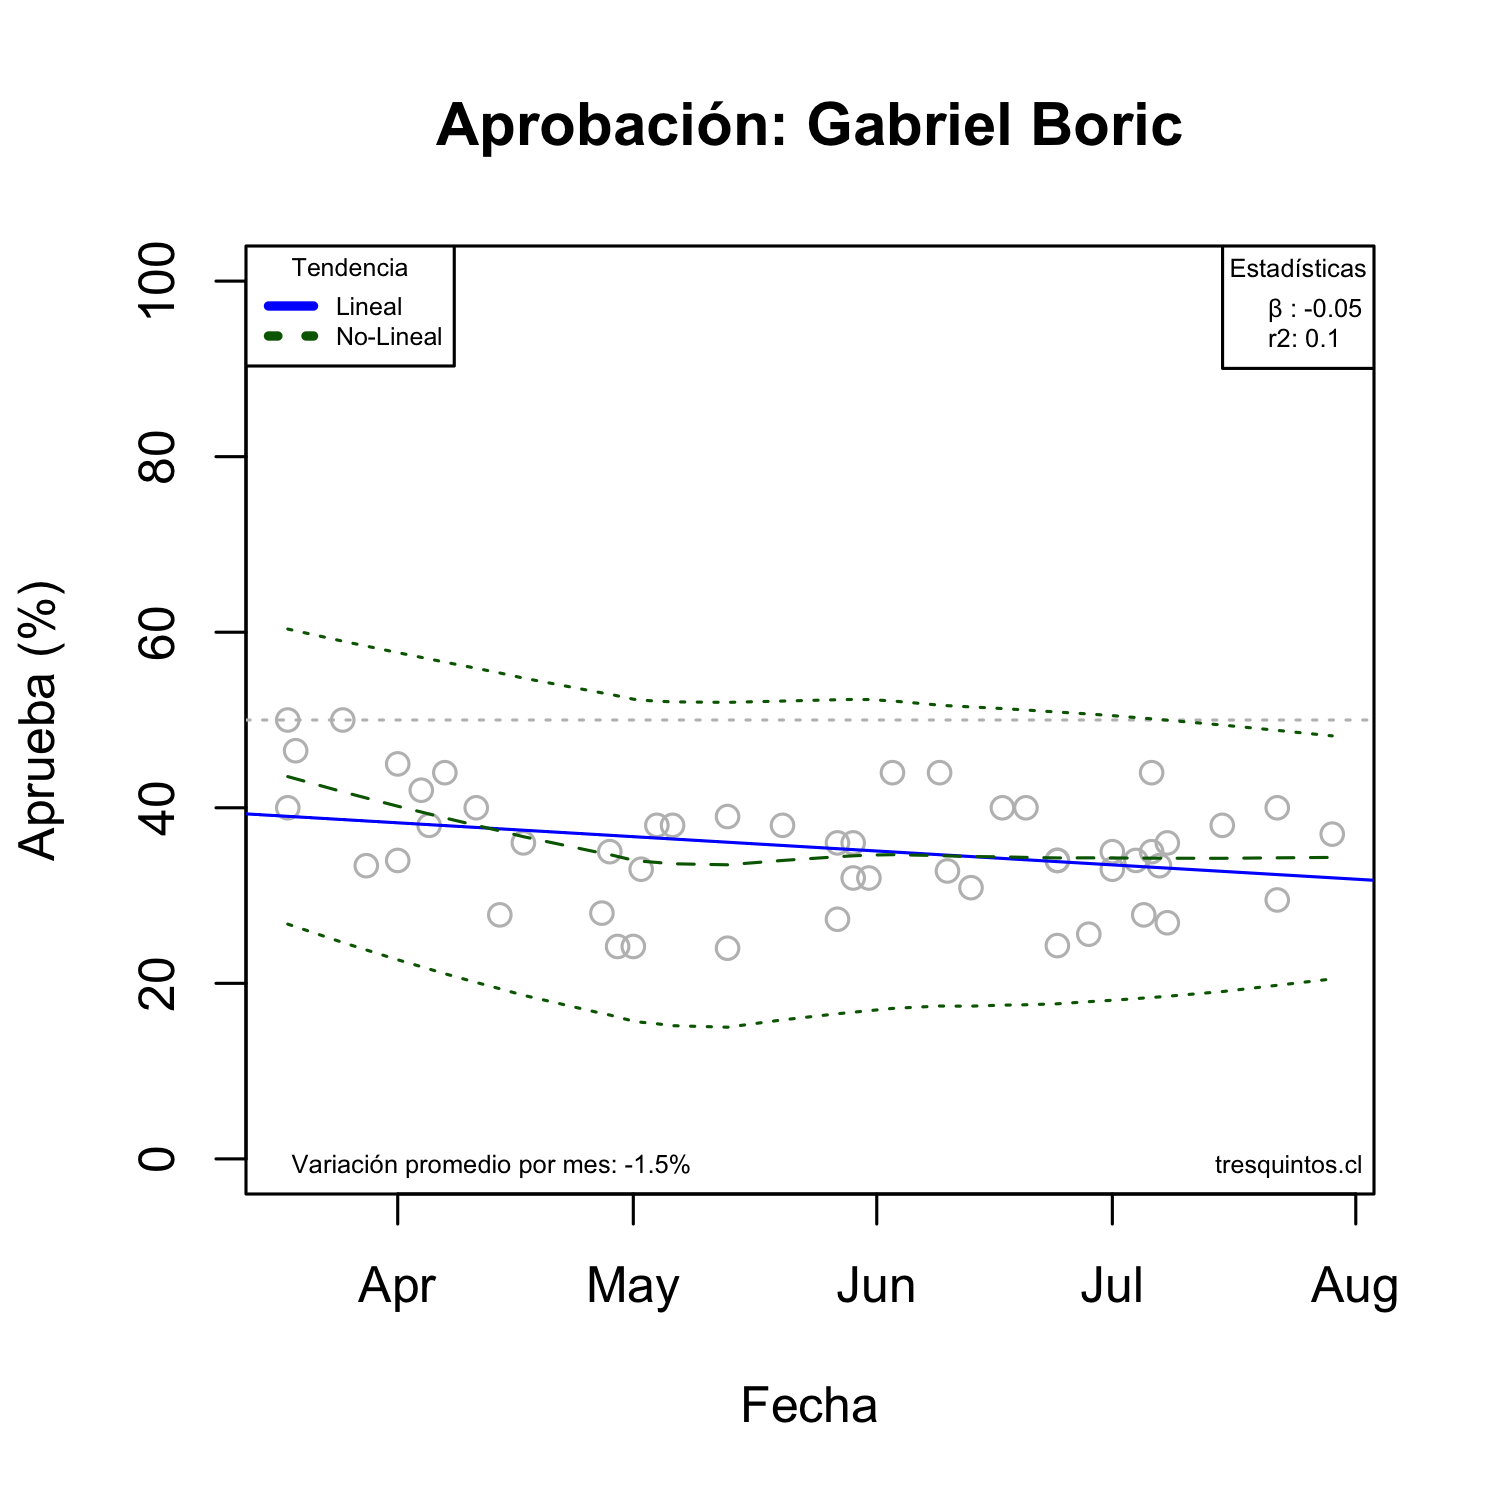 Aprobación: Gabriel Boric
Tendencia
Lineal
No-Lineal
Estadísticas
β : -0.05
r2: 0.1
Aprueba (%)
100
80
60
40
20
0
Variación promedio por mes: -1.5%
tresquintos.cl
Apr May Jun Jul Aug
Fecha